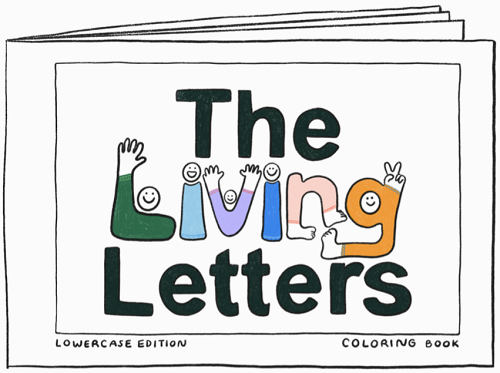 The
Living
Letters
LOWERCASE EDITION
COLORING BOOK